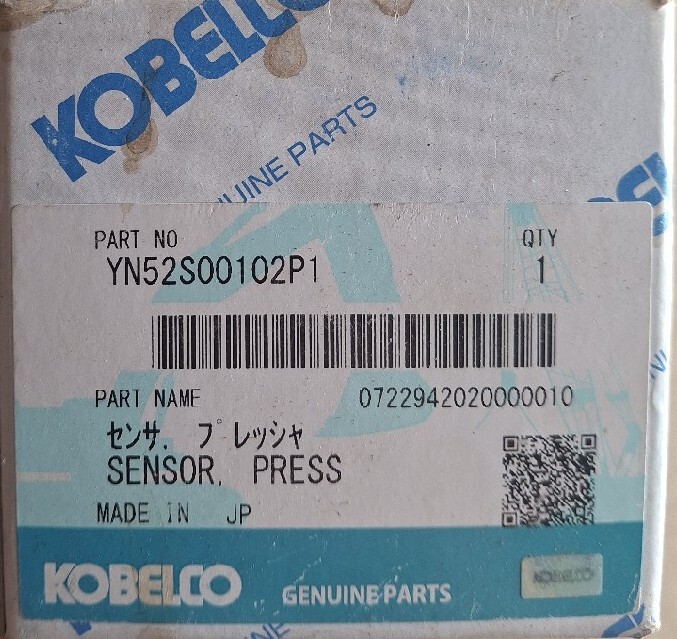 KOBELCO
UINE PARTS
PART NO
QTY
YN52S00102P1
1
PART NAME
0722942020000010
ｾﾝｻ, ﾌﾟﾚｯｼｬ
SENSOR, PRESS
MADE IN JP
KOBELCO
GENUINE PARTS
KOBELCO